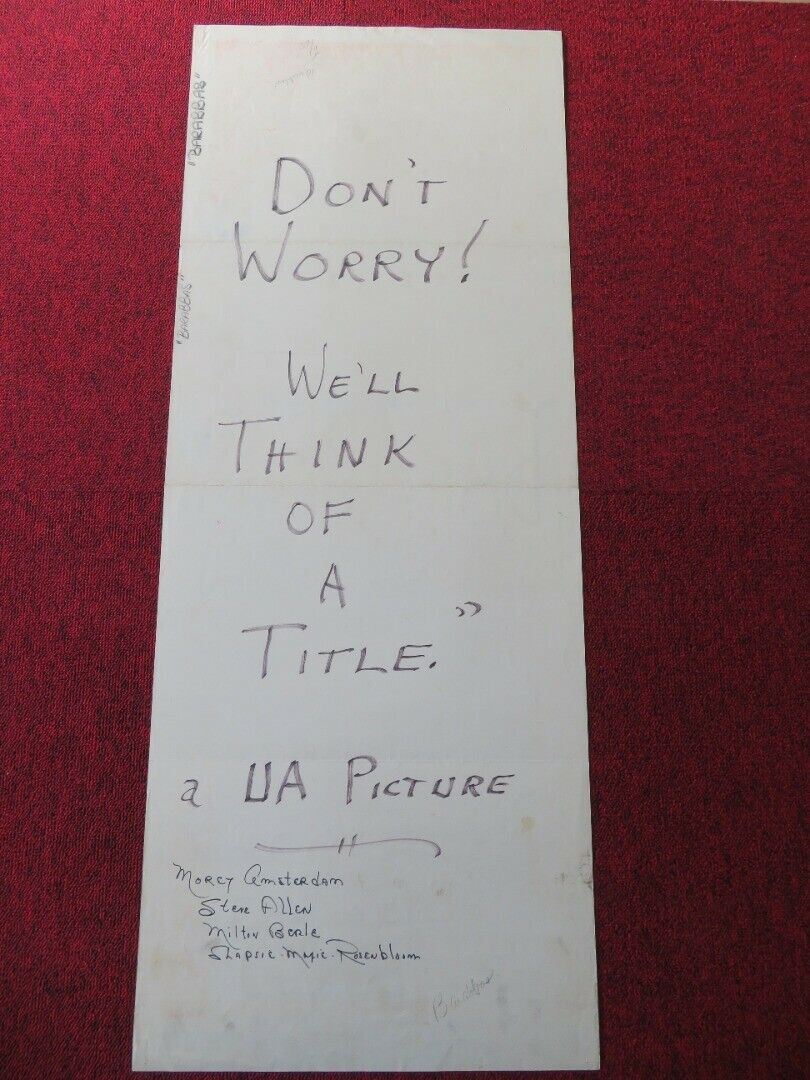 "BARABBAS"
"BARABBAS"
DON'T
WORRY!
WE'LL
THINK
OF
A
TITLE."
a UA PICTURE
Morey Amsterdam
Steve Allen
Milton Berle
Slapsie-Maxie-Rosenbloom
Barabbas